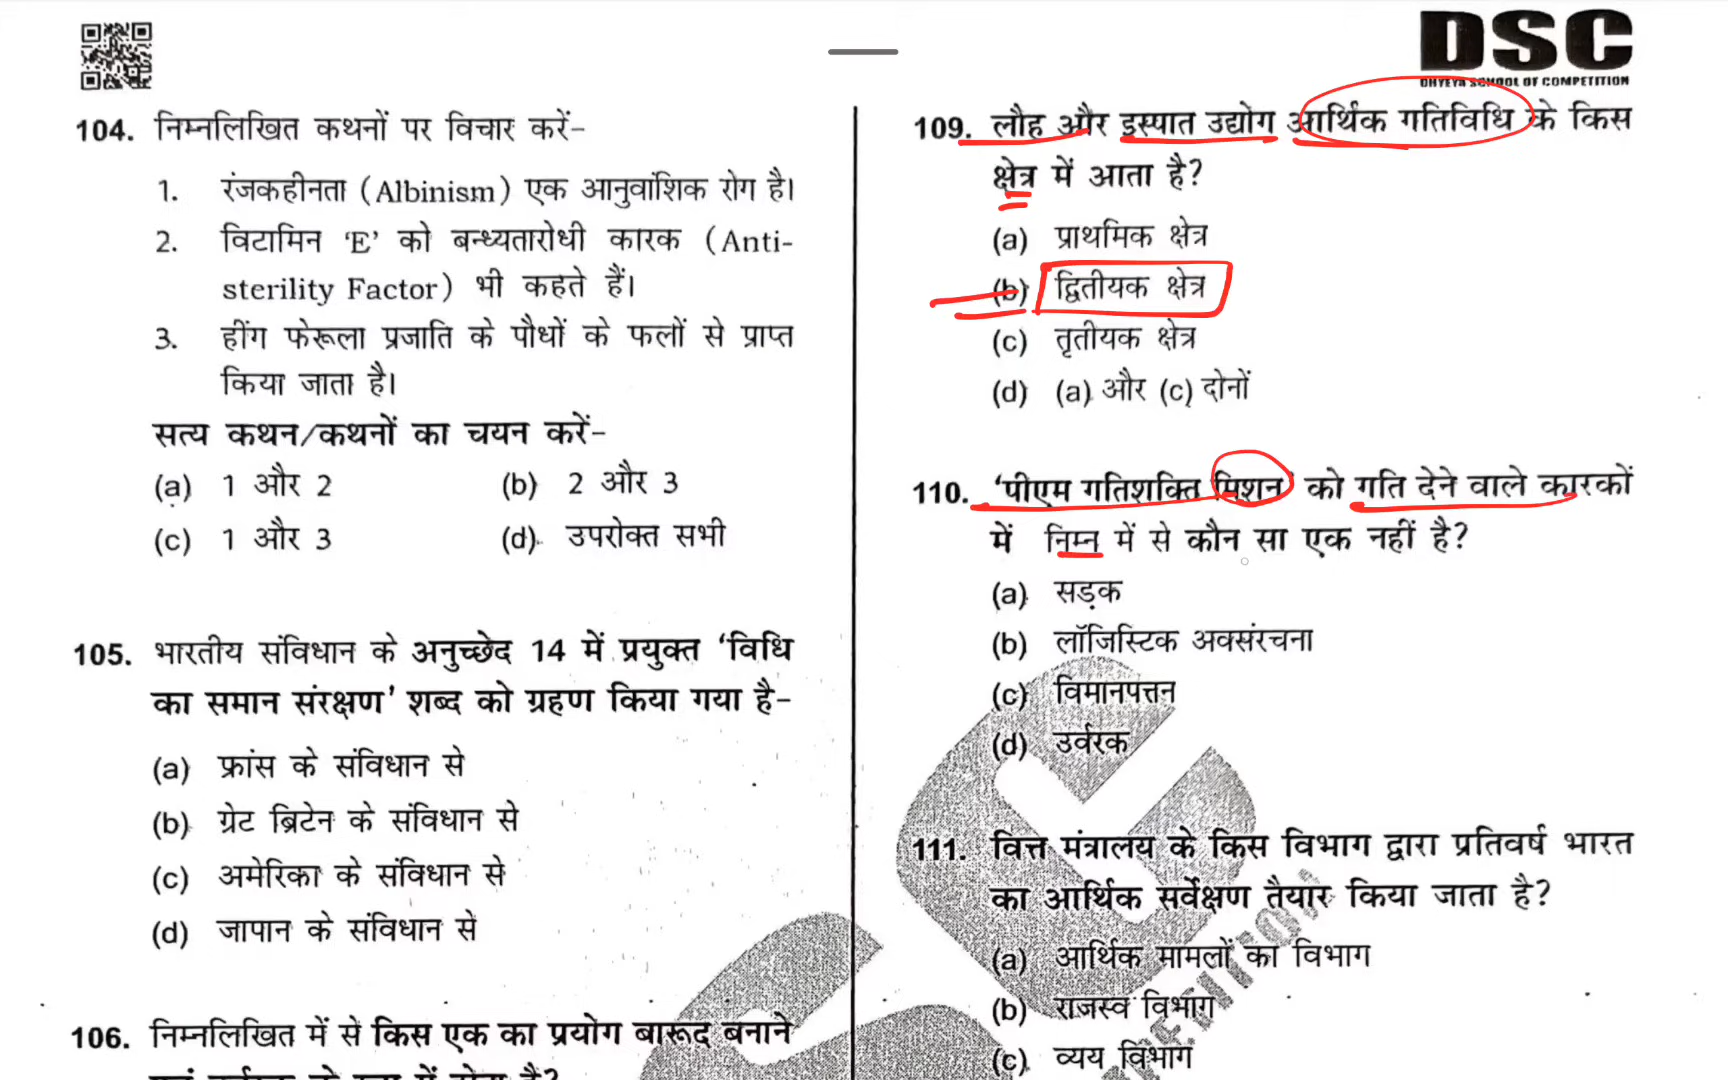 DSC
DHYEYA SCHOOL OF COMPETITION
104. निम्नलिखित कथनों पर विचार करें–
1. रंजकहीनता (Albinism) एक आनुवांशिक रोग है।
2. विटामिन ‘E’ को बन्ध्यतारोधी कारक (Anti-
sterility Factor) भी कहते हैं।
3. हींग फेरूला प्रजाति के पौधों के फलों से प्राप्त
किया जाता है।
सत्य कथन/कथनों का चयन करें–
(a) 1 और 2 (b) 2 और 3
(c) 1 और 3 (d) उपरोक्त सभी
105. भारतीय संविधान के अनुच्छेद 14 में प्रयुक्त ‘विधि
का समान संरक्षण’ शब्द को ग्रहण किया गया है–
(a) फ्रांस के संविधान से
(b) ग्रेट ब्रिटेन के संविधान से
(c) अमेरिका के संविधान से
(d) जापान के संविधान से
106. निम्नलिखित में से किस एक का प्रयोग बारूद बनाने
109. लौह और इस्पात उद्योग आर्थिक गतिविधि के किस
क्षेत्र में आता है?
(a) प्राथमिक क्षेत्र
(b) द्वितीयक क्षेत्र
(c) तृतीयक क्षेत्र
(d) (a) और (c) दोनों
110. ‘पीएम गतिशक्ति मिशन’ को गति देने वाले कारकों
में निम्न में से कौन सा एक नहीं है?
(a) सड़क
(b) लॉजिस्टिक अवसंरचना
(c) विमानपत्तन
(d) उर्वरक
111. वित्त मंत्रालय के किस विभाग द्वारा प्रतिवर्ष भारत
का आर्थिक सर्वेक्षण तैयार किया जाता है?
(a) आर्थिक मामलों का विभाग
(b) राजस्व विभाग
(c) व्यय विभाग